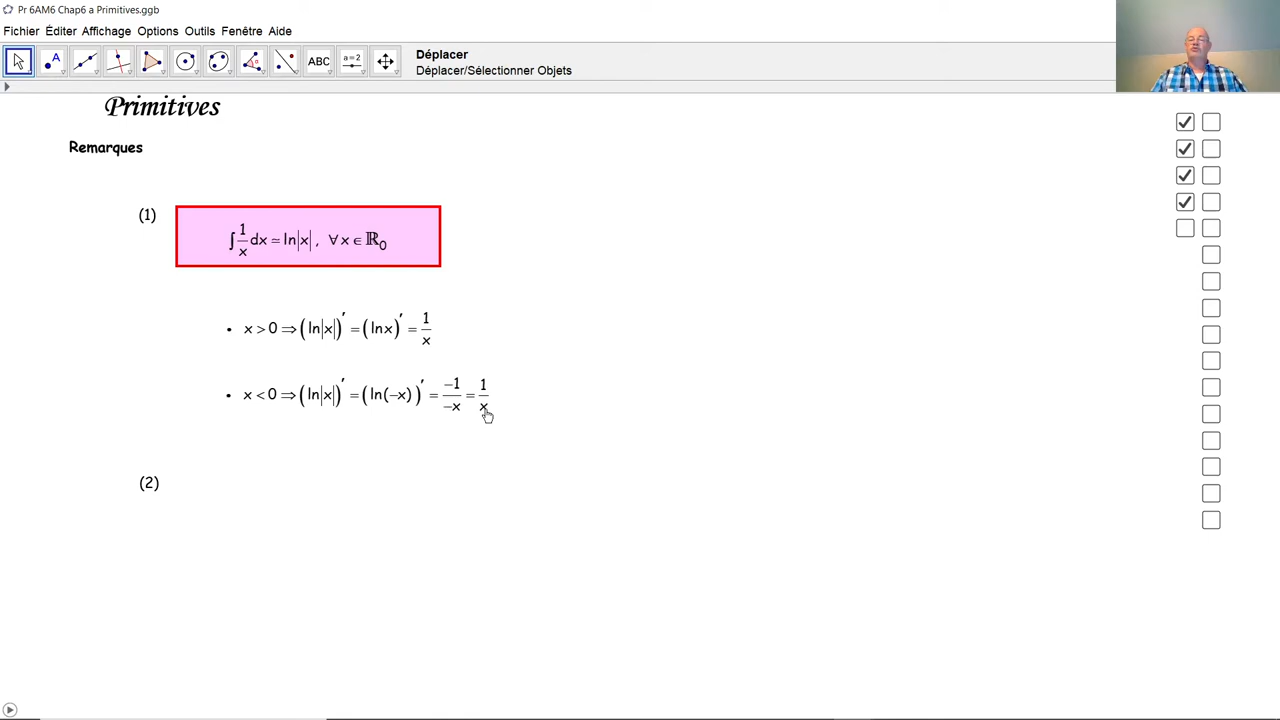 Pr 6AM6 Chap6 a Primitives.ggb
Fichier Éditer Affichage Options Outils Fenêtre Aide
A ABC a=2 Déplacer
Déplacer/Sélectionner Objets
Primitives
Remarques
(1) ∫ 1/x dx ≃ ln|x| , ∀ x ∈ ℝ₀
• x > 0 ⇒ (ln|x|)′ = (lnx)′ = 1/x
• x < 0 ⇒ (ln|x|)′ = (ln(−x))′ = −1/−x = 1/x
(2)